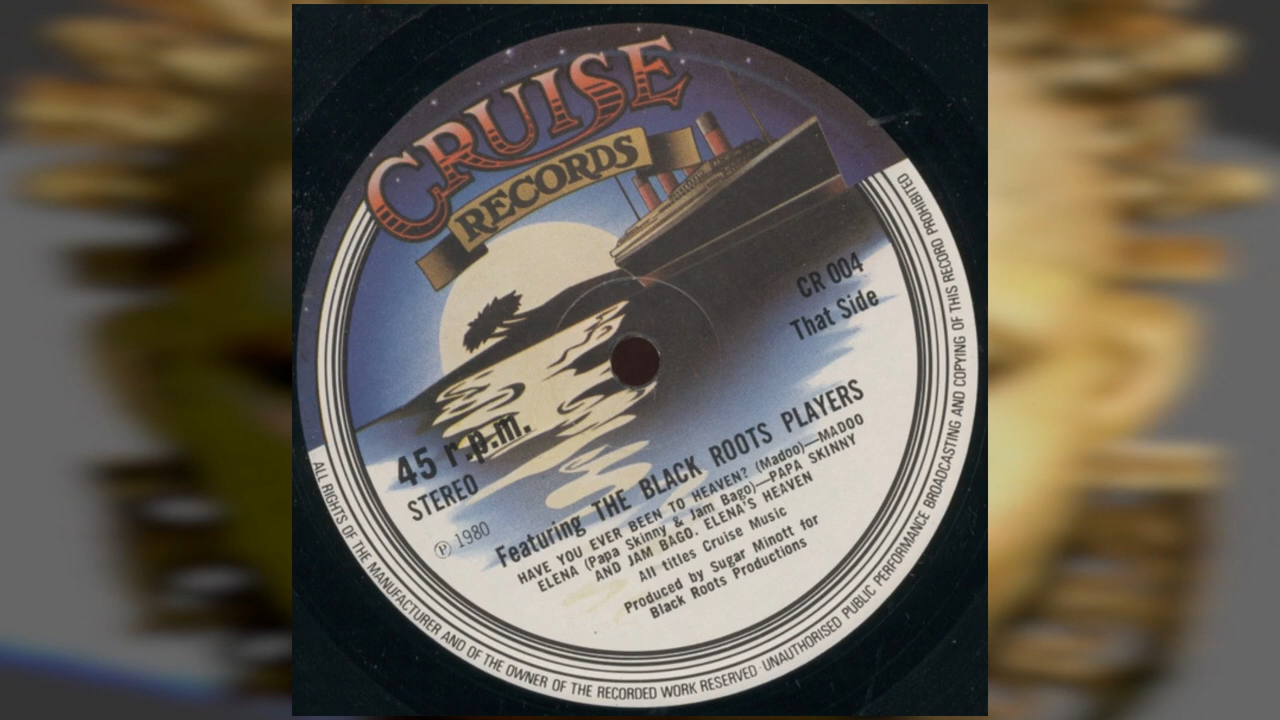 CRUISE
RECORDS
CR 004
That Side
45 r.p.m.
STEREO
℗ 1980
Featuring THE BLACK ROOTS PLAYERS
HAVE YOU EVER BEEN TO HEAVEN? (Madoo)—MADOO
ELENA (Papa Skinny & Jam Bago)—PAPA SKINNY
AND JAM BAGO. ELENA'S HEAVEN
All titles Cruise Music
Produced by Sugar Minott for
Black Roots Productions
ALL RIGHTS OF THE MANUFACTURER AND OF THE OWNER OF THE RECORDED WORK RESERVED · UNAUTHORISED PUBLIC PERFORMANCE BROADCASTING AND COPYING OF THIS RECORD PROHIBITED